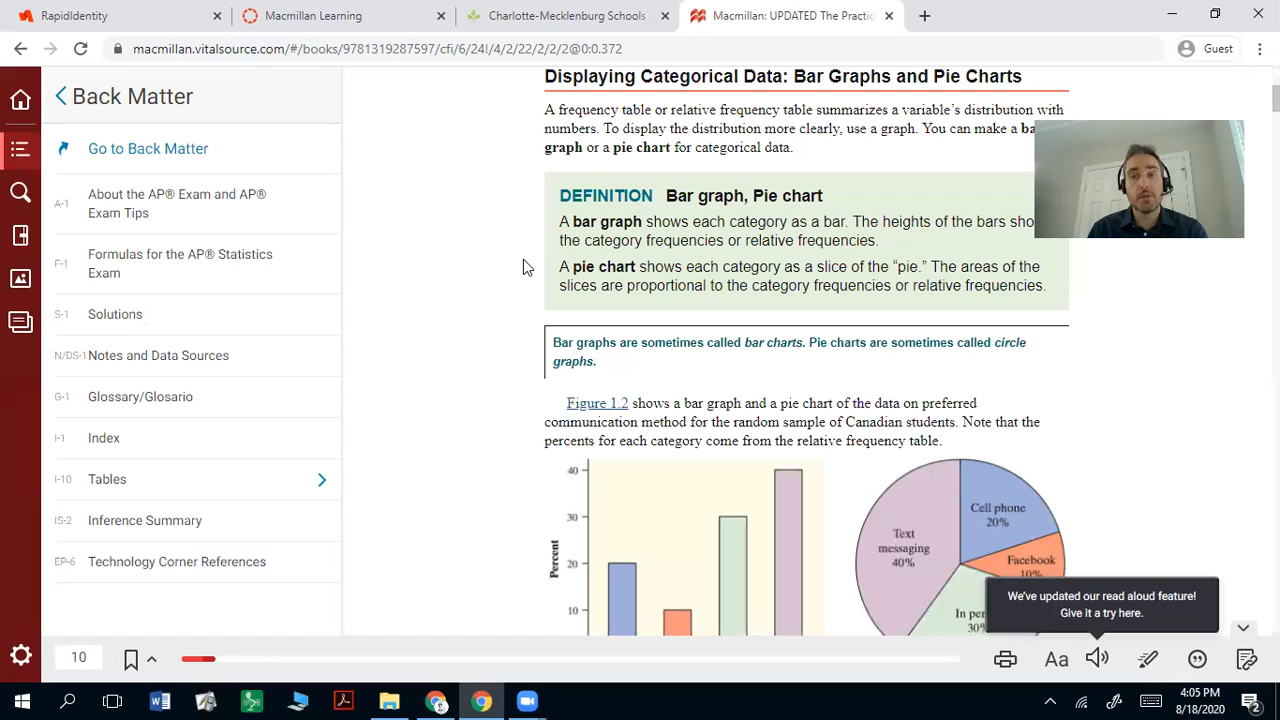 RapidIdentity
Macmillan Learning
Charlotte-Mecklenburg Schools
Macmillan: UPDATED The Practic
macmillan.vitalsource.com/#/books/9781319287597/cfi/6/24!/4/2/22/2/2/2@0:0.372
Guest
Back Matter
Go to Back Matter
A-1 About the AP® Exam and AP®
Exam Tips
F-1 Formulas for the AP® Statistics
Exam
S-1 Solutions
N/DS-1 Notes and Data Sources
G-1 Glossary/Glosario
I-1 Index
I-10 Tables
IS-2 Inference Summary
EP-6 Technology Corner References
Displaying Categorical Data: Bar Graphs and Pie Charts
A frequency table or relative frequency table summarizes a variable’s distribution with
numbers. To display the distribution more clearly, use a graph. You can make a ba
graph or a pie chart for categorical data.
DEFINITION Bar graph, Pie chart
A bar graph shows each category as a bar. The heights of the bars sho
the category frequencies or relative frequencies.
A pie chart shows each category as a slice of the “pie.” The areas of the
slices are proportional to the category frequencies or relative frequencies.
Bar graphs are sometimes called bar charts. Pie charts are sometimes called circle
graphs.
Figure 1.2 shows a bar graph and a pie chart of the data on preferred
communication method for the random sample of Canadian students. Note that the
percents for each category come from the relative frequency table.
40
30
20
10
Percent
Cell phone
20%
Text
messaging
40%
Facebook
10%
In per
30%
We’ve updated our read aloud feature!
Give it a try here.
10
Aa
4:05 PM
8/18/2020
2